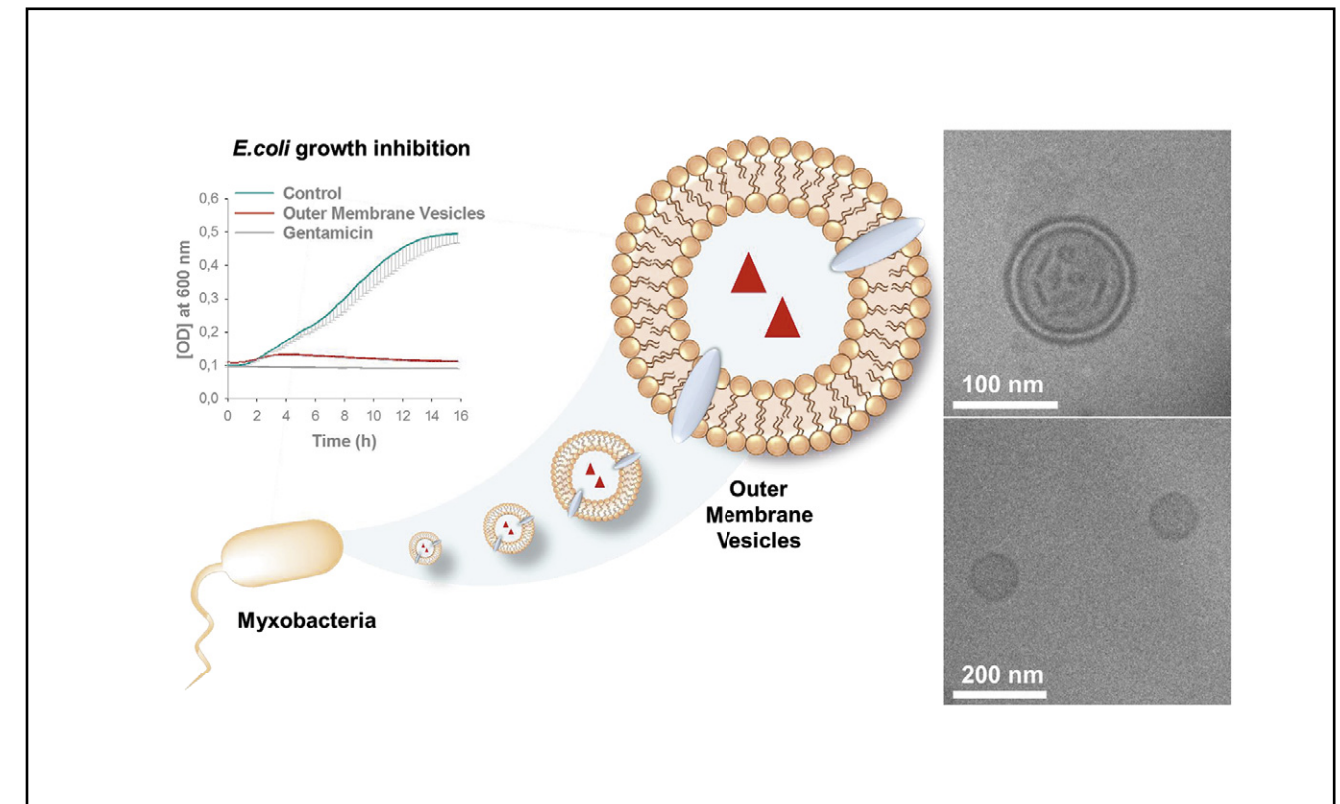 E.coli growth inhibition
Control
Outer Membrane Vesicles
Gentamicin
[OD] at 600 nm
0,6
0,5
0,4
0,3
0,2
0,1
0,0
0 2 4 6 8 10 12 14 16
Time (h)
Myxobacteria
Outer
Membrane
Vesicles
100 nm
200 nm